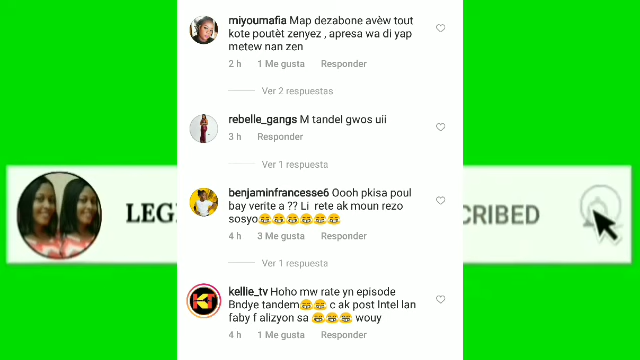 miyoumafia Map dezabone avèw tout
kote poutèt zenyez , apresa wa di yap
metew nan zen
2 h 1 Me gusta Responder
Ver 2 respuestas
rebelle_gangs M tandel gwos uii
3 h Responder
Ver 1 respuesta
LEG
CRIBED
benjaminfrancesse6 Oooh pkisa poul
bay verite a ?? Li rete ak moun rezo
sosyo😂😂😂😂😂😂
4 h 3 Me gusta Responder
Ver 1 respuesta
KT
kellie_tv Hoho mw rate yn episode
Bndye tandem😂😂 c ak post Intel lan
faby f alizyon sa 😂😂😂 wouy
4 h 1 Me gusta Responder